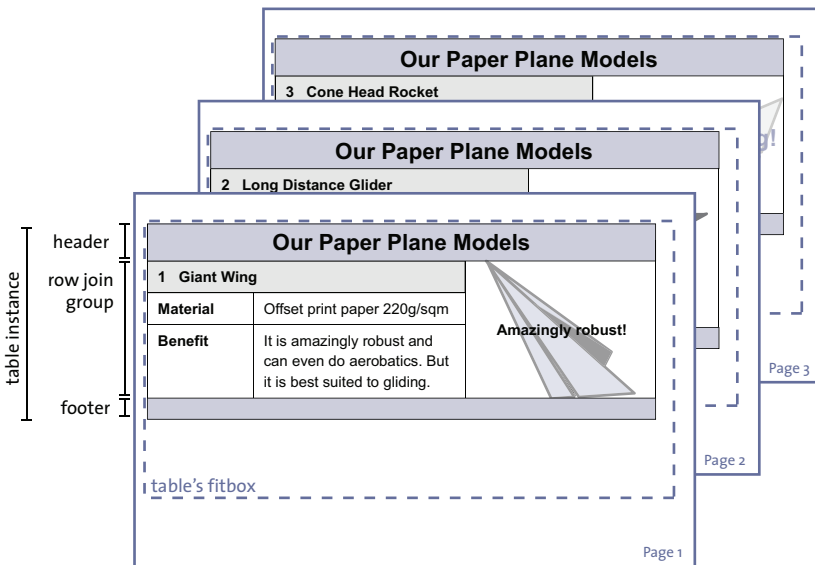 Our Paper Plane Models
3 Cone Head Rocket
g!
Page 3
Our Paper Plane Models
2 Long Distance Glider
Page 2
table instance
header
row join
group
footer
Our Paper Plane Models
1 Giant Wing
Material
Offset print paper 220g/sqm
Benefit
It is amazingly robust and
can even do aerobatics. But
it is best suited to gliding.
Amazingly robust!
table's fitbox
Page 1